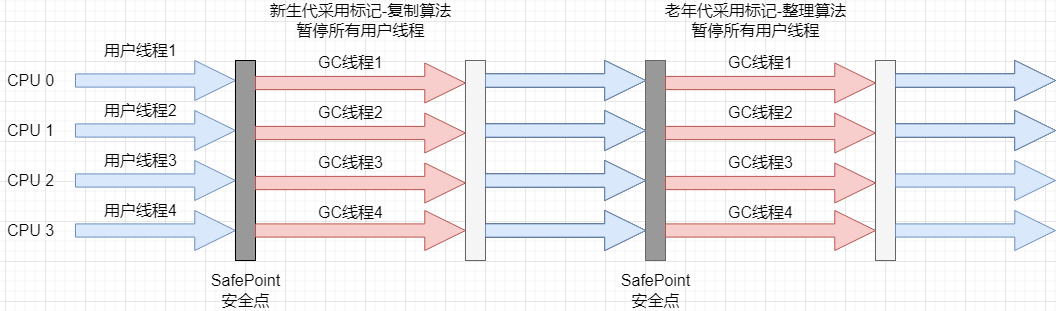 新生代采用标记-复制算法
暂停所有用户线程
老年代采用标记-整理算法
暂停所有用户线程
用户线程1
GC线程1
GC线程1
CPU 0
用户线程2
GC线程2
GC线程2
CPU 1
用户线程3
GC线程3
GC线程3
CPU 2
用户线程4
GC线程4
GC线程4
CPU 3
SafePoint
安全点
SafePoint
安全点